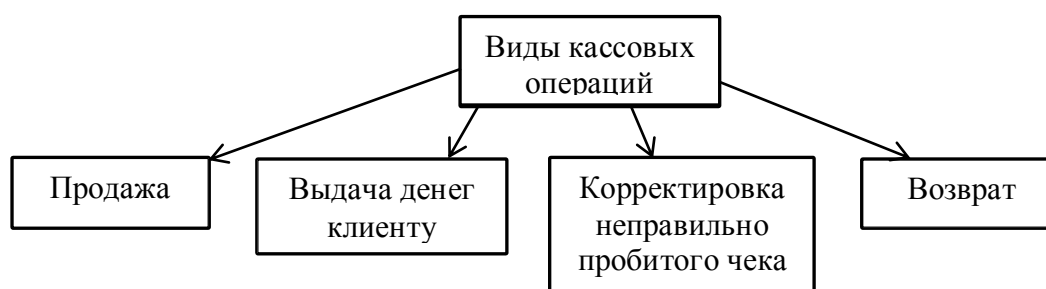 Виды кассовых
операций
Продажа
Выдача денег
клиенту
Корректировка
неправильно
пробитого чека
Возврат